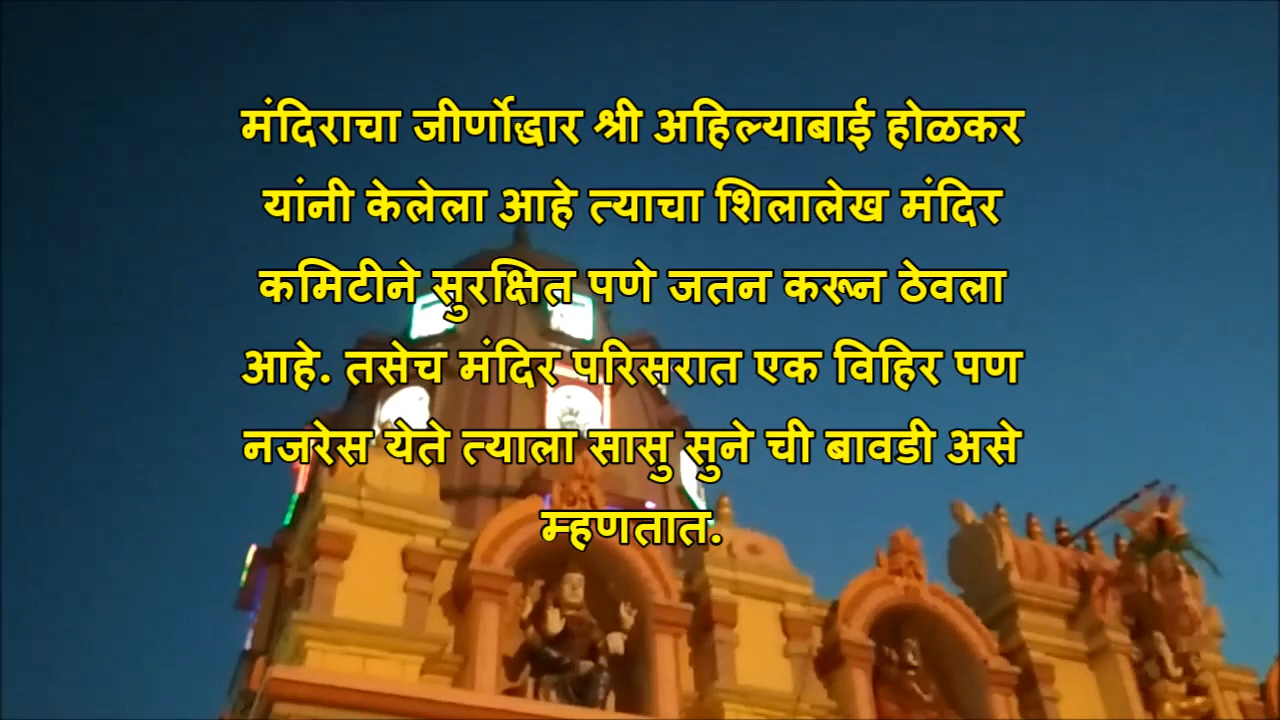 मंदिराचा जीर्णोद्धार श्री अहिल्याबाई होळकर
यांनी केलेला आहे त्याचा शिलालेख मंदिर
कमिटीने सुरक्षित पणे जतन करून ठेवला
आहे. तसेच मंदिर परिसरात एक विहिर पण
नजरेस येते त्याला सासु सुने ची बावडी असे
म्हणतात.